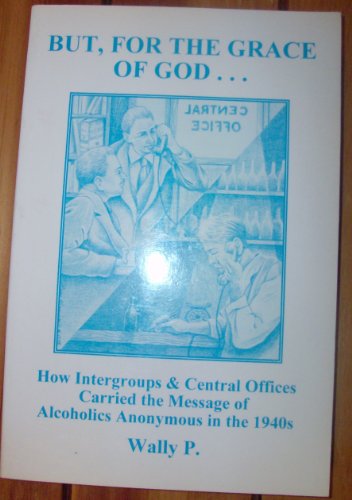 BUT, FOR THE GRACE
OF GOD . . .
CENTRAL
OFFICE
How Intergroups & Central Offices
Carried the Message of
Alcoholics Anonymous in the 1940s
Wally P.